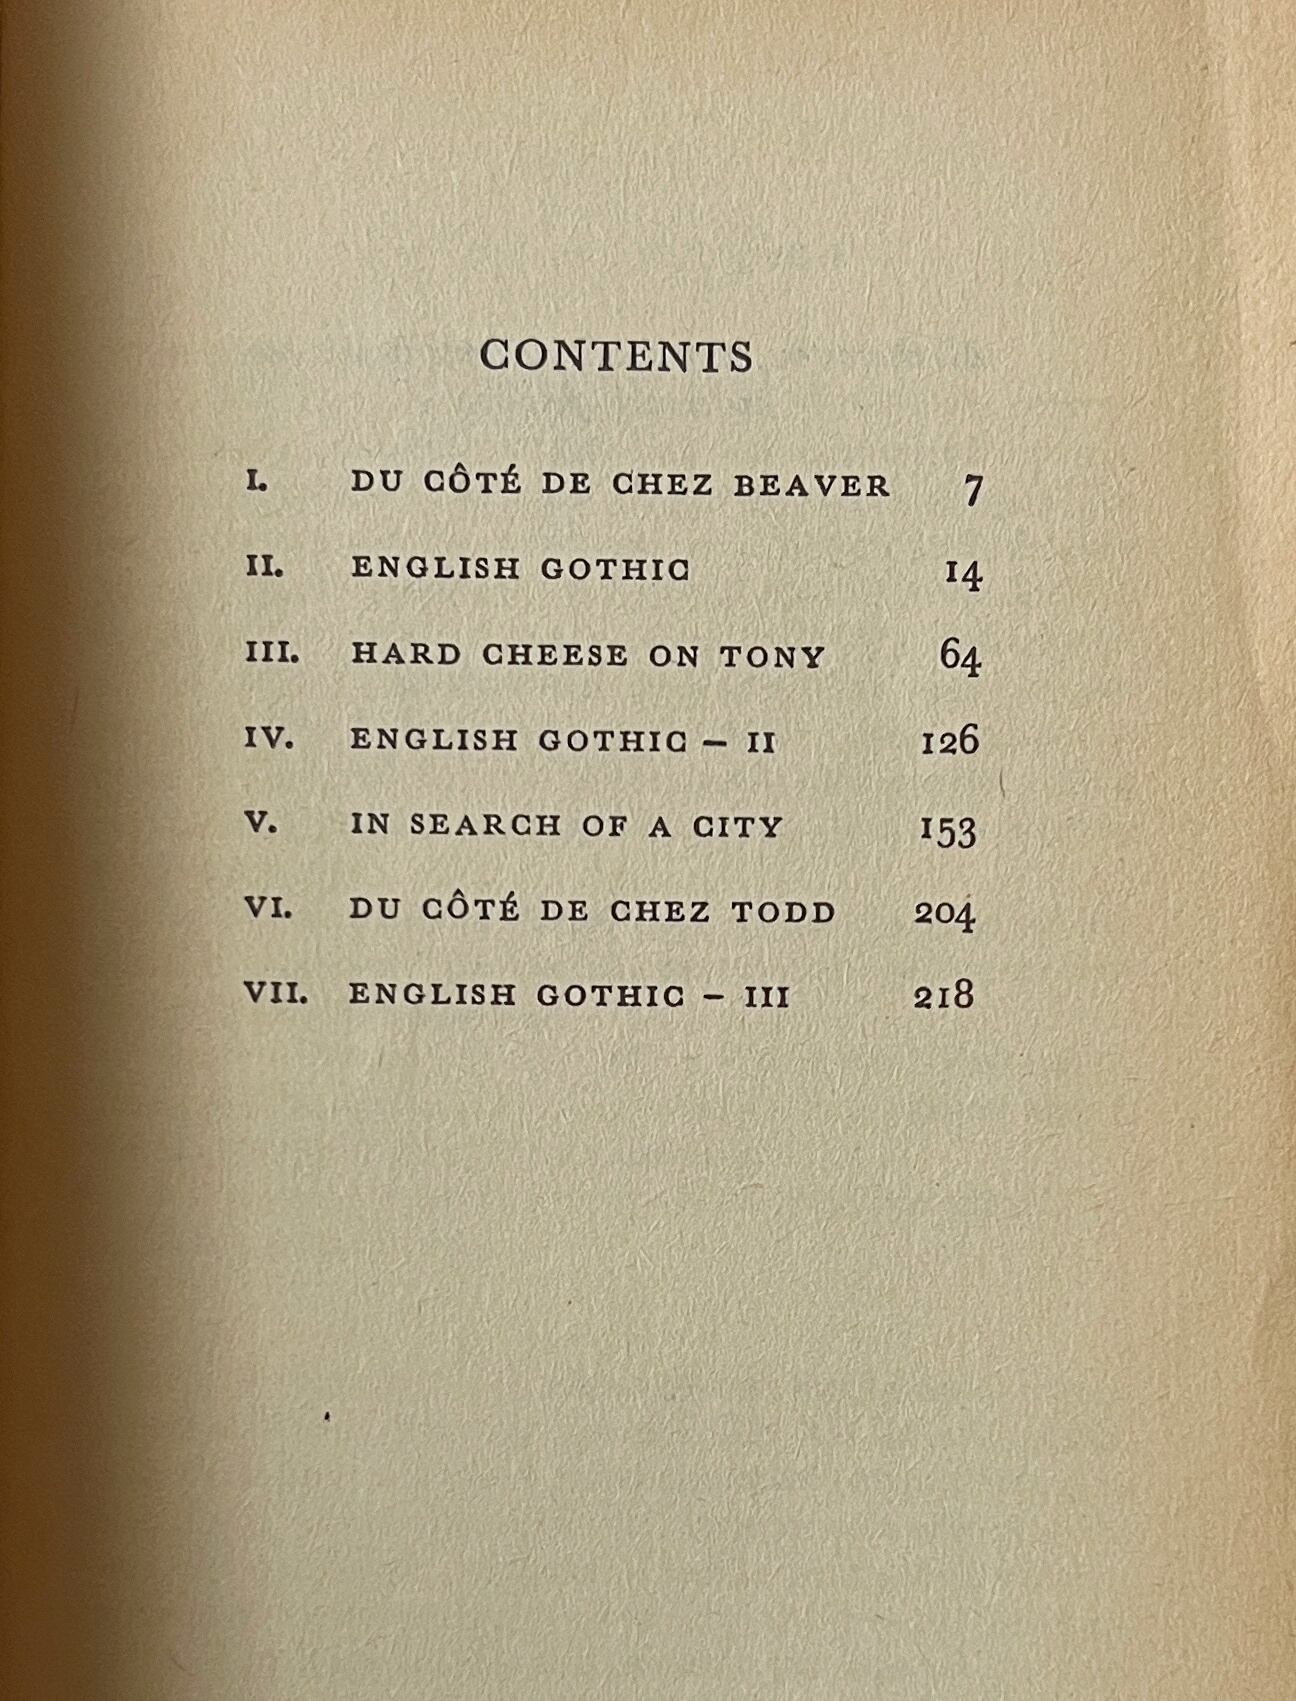 CONTENTS
I. DU CÔTÉ DE CHEZ BEAVER 7
II. ENGLISH GOTHIC 14
III. HARD CHEESE ON TONY 64
IV. ENGLISH GOTHIC – II 126
V. IN SEARCH OF A CITY 153
VI. DU CÔTÉ DE CHEZ TODD 204
VII. ENGLISH GOTHIC – III 218